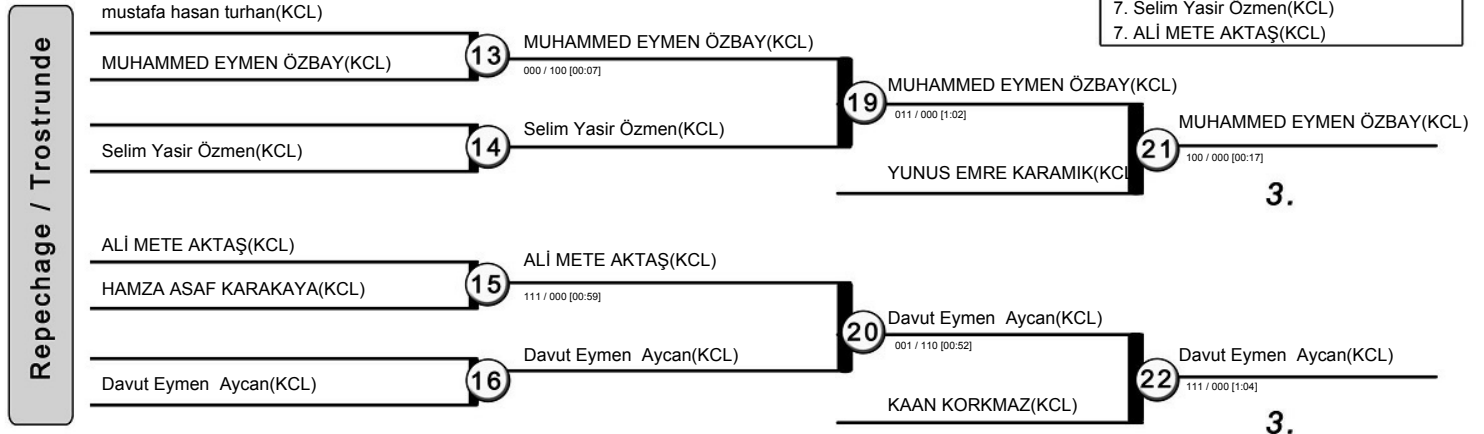 Repechage / Trostrunde
mustafa hasan turhan(KCL)
MUHAMMED EYMEN ÖZBAY(KCL)
13
MUHAMMED EYMEN ÖZBAY(KCL)
000 / 100 [00:07]
Selim Yasir Özmen(KCL)
14
Selim Yasir Özmen(KCL)
19
MUHAMMED EYMEN ÖZBAY(KCL)
011 / 000 [1:02]
YUNUS EMRE KARAMIK(KCL
21
MUHAMMED EYMEN ÖZBAY(KCL)
100 / 000 [00:17]
3.
ALİ METE AKTAŞ(KCL)
HAMZA ASAF KARAKAYA(KCL)
15
ALİ METE AKTAŞ(KCL)
111 / 000 [00:59]
Davut Eymen Aycan(KCL)
16
Davut Eymen Aycan(KCL)
20
Davut Eymen Aycan(KCL)
001 / 110 [00:52]
KAAN KORKMAZ(KCL)
22
Davut Eymen Aycan(KCL)
111 / 000 [1:04]
3.
7. Selim Yasir Özmen(KCL)
7. ALİ METE AKTAŞ(KCL)